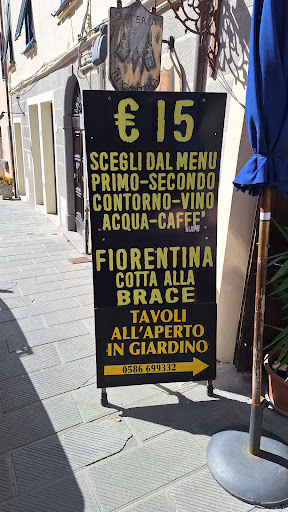 € 15
SCEGLI DAL MENU
PRIMO-SECONDO
CONTORNO-VINO
ACQUA-CAFFE'
FIORENTINA
COTTA ALLA
BRACE
TAVOLI
ALL'APERTO
IN GIARDINO
0586 699332